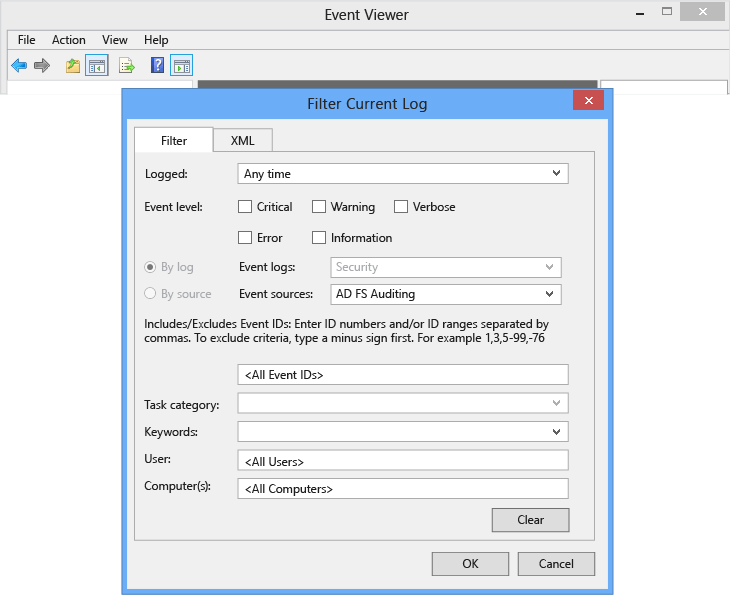 Event Viewer
File Action View Help
Filter Current Log
Filter XML
Logged: Any time
Event level: Critical Warning Verbose
Error Information
By log Event logs: Security
By source Event sources: AD FS Auditing
Includes/Excludes Event IDs: Enter ID numbers and/or ID ranges separated by
commas. To exclude criteria, type a minus sign first. For example 1,3,5-99,-76
<All Event IDs>
Task category:
Keywords:
User: <All Users>
Computer(s): <All Computers>
Clear
OK Cancel